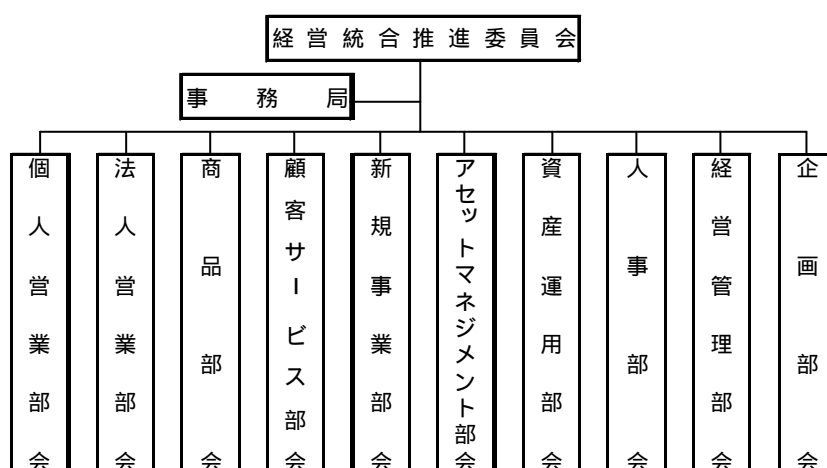 経営統合推進委員会
事務局
個人営業部会
法人営業部会
商品部会
顧客サービス部会
新規事業部会
アセットマネジメント部会
資産運用部会
人事部会
経営管理部会
企画部会